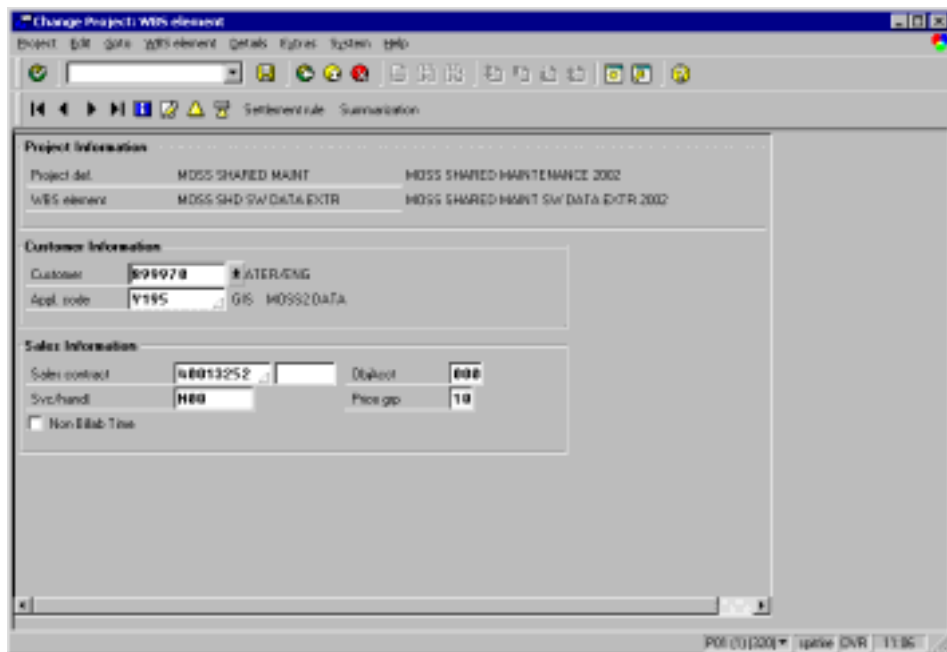 Change Project: WBS element
Project Edit Goto WBS element Details Extras System Help
Settlement rule Summarization
Project Information
Project def. MOSS SHARED MAINT MOSS SHARED MAINTENANCE 2002
WBS element MOSS SHD SW DATA EXTR MOSS SHARED MAINT SW DATA EXTR 2002
Customer Information
Customer 899978 ATER/ENG
Appl. code V195 GIS MOSS2 DATA
Sales Information
Sales contract 40013252 000
Svc/handl N00 Price grp 10
Non Billab Time
P01 (1) (320) OVR 11:06